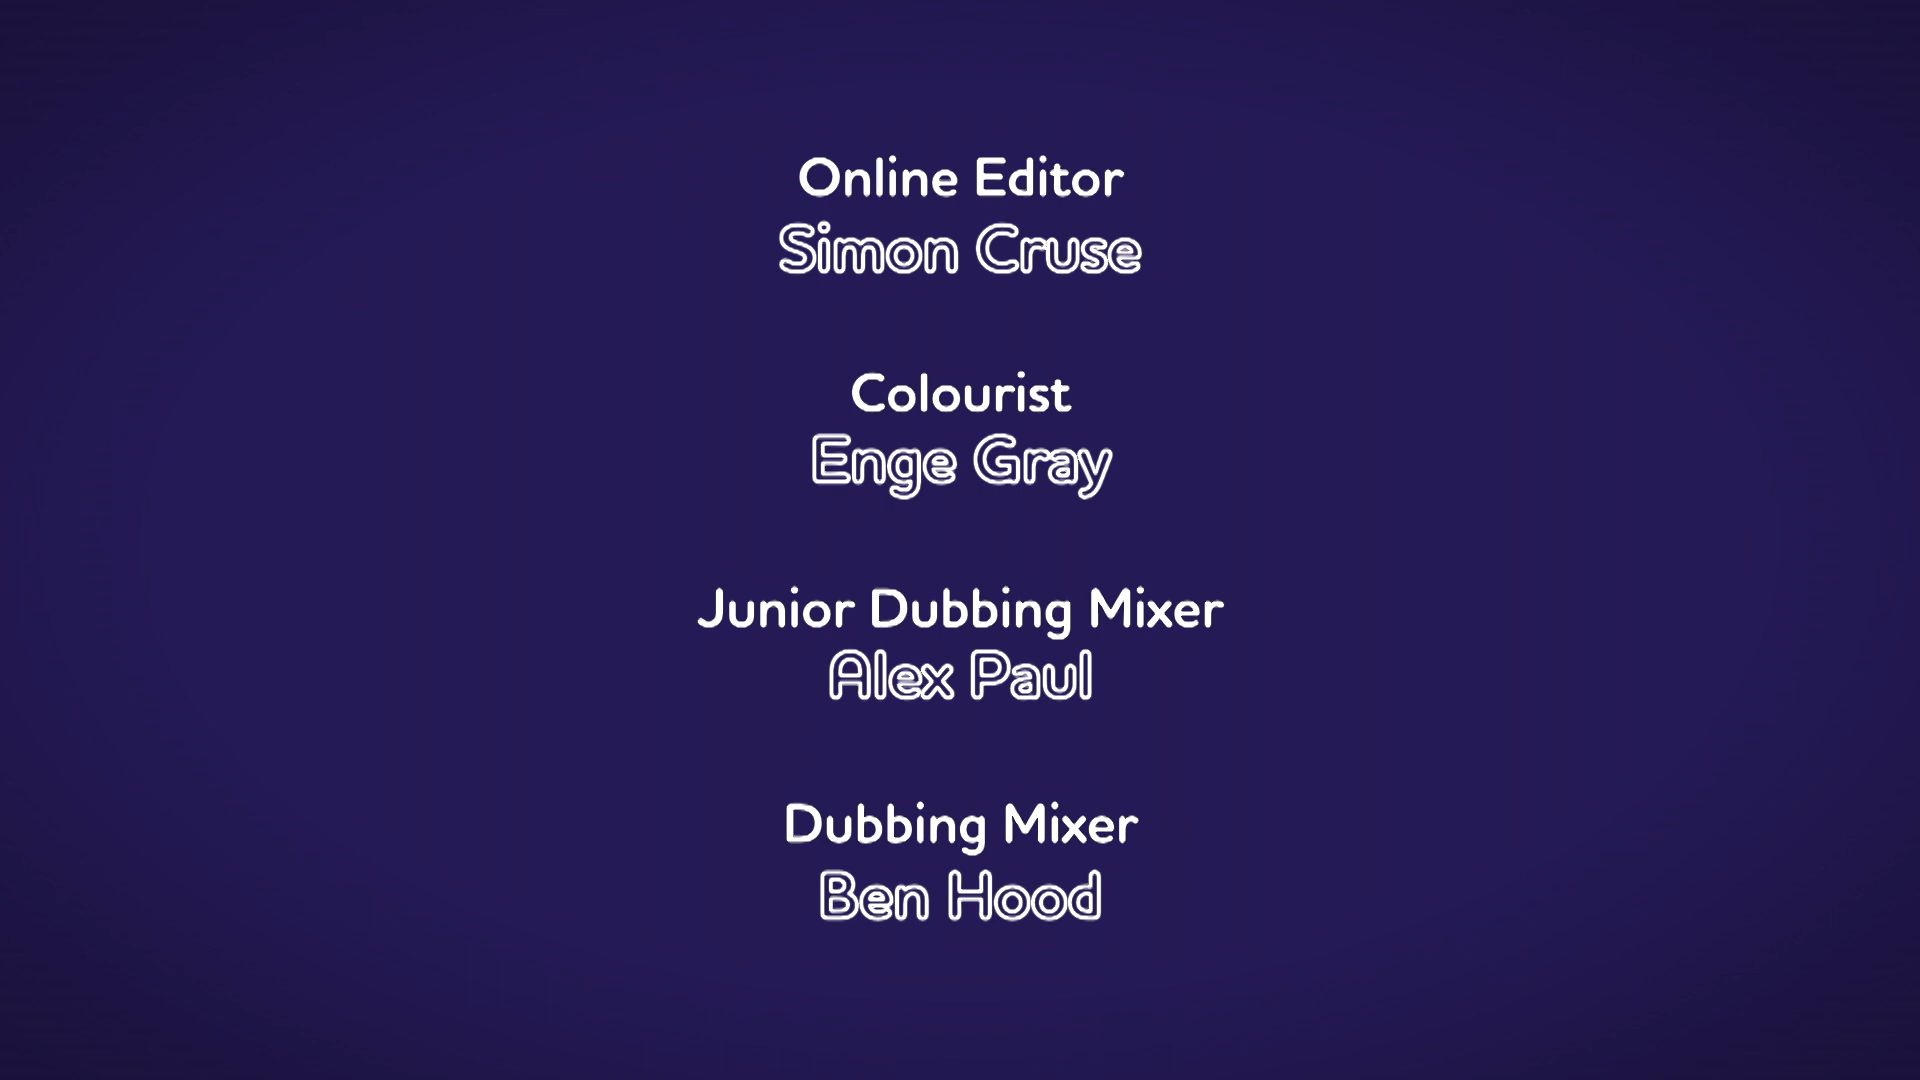 Online Editor
Simon Cruse
Colourist
Enge Gray
Junior Dubbing Mixer
Alex Paul
Dubbing Mixer
Ben Hood